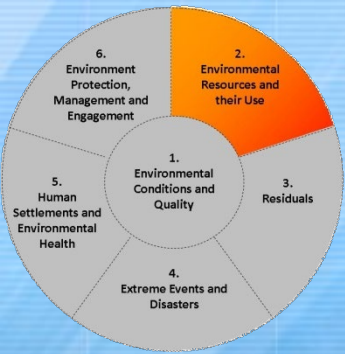 1.
Environmental
Conditions and
Quality
2.
Environmental
Resources and
their Use
3.
Residuals
4.
Extreme Events and
Disasters
5.
Human
Settlements and
Environmental
Health
6.
Environment
Protection,
Management and
Engagement